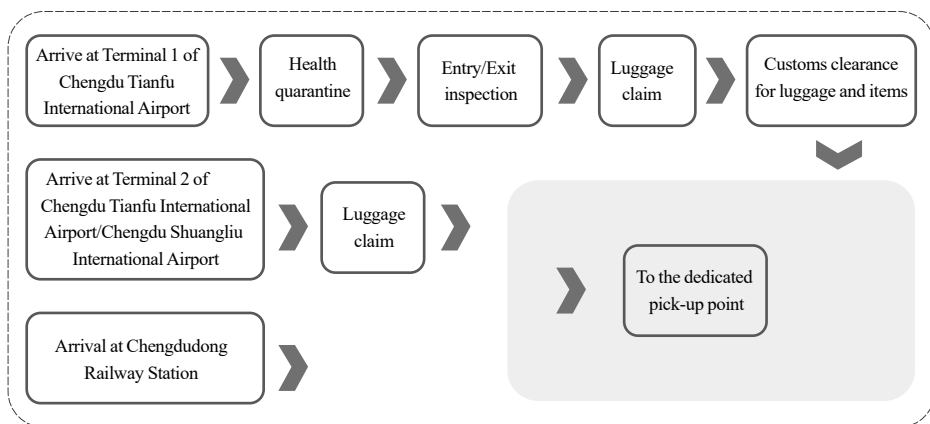 Arrive at Terminal 1 of
Chengdu Tianfu
International Airport
Health
quarantine
Entry/Exit
inspection
Luggage
claim
Customs clearance
for luggage and items
Arrive at Terminal 2 of
Chengdu Tianfu International
Airport/Chengdu Shuangliu
International Airport
Luggage
claim
To the dedicated
pick-up point
Arrival at Chengdudong
Railway Station